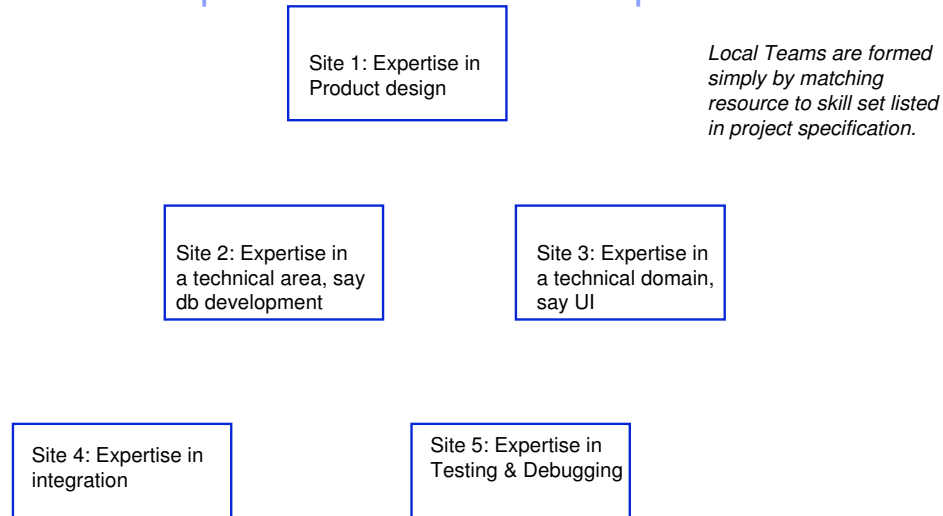 Site 1: Expertise in
Product design
Local Teams are formed
simply by matching
resource to skill set listed
in project specification.
Site 2: Expertise in
a technical area, say
db development
Site 3: Expertise in
a technical domain,
say UI
Site 4: Expertise in
integration
Site 5: Expertise in
Testing & Debugging